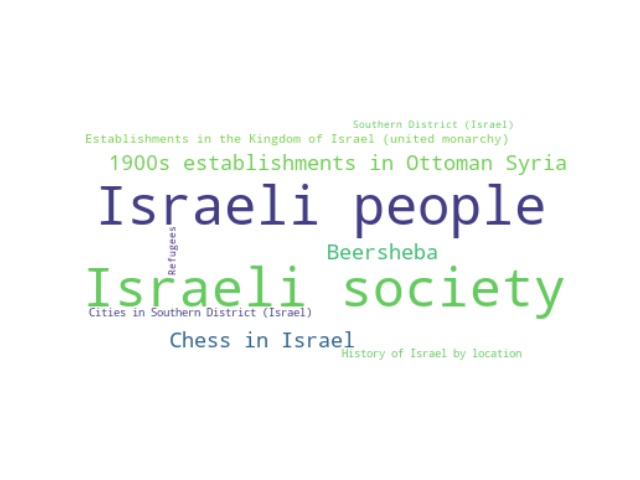 Southern District (Israel)
Establishments in the Kingdom of Israel (united monarchy)
1900s establishments in Ottoman Syria
Israeli people
Refugees
Beersheba
Israeli society
Cities in Southern District (Israel)
Chess in Israel
History of Israel by location